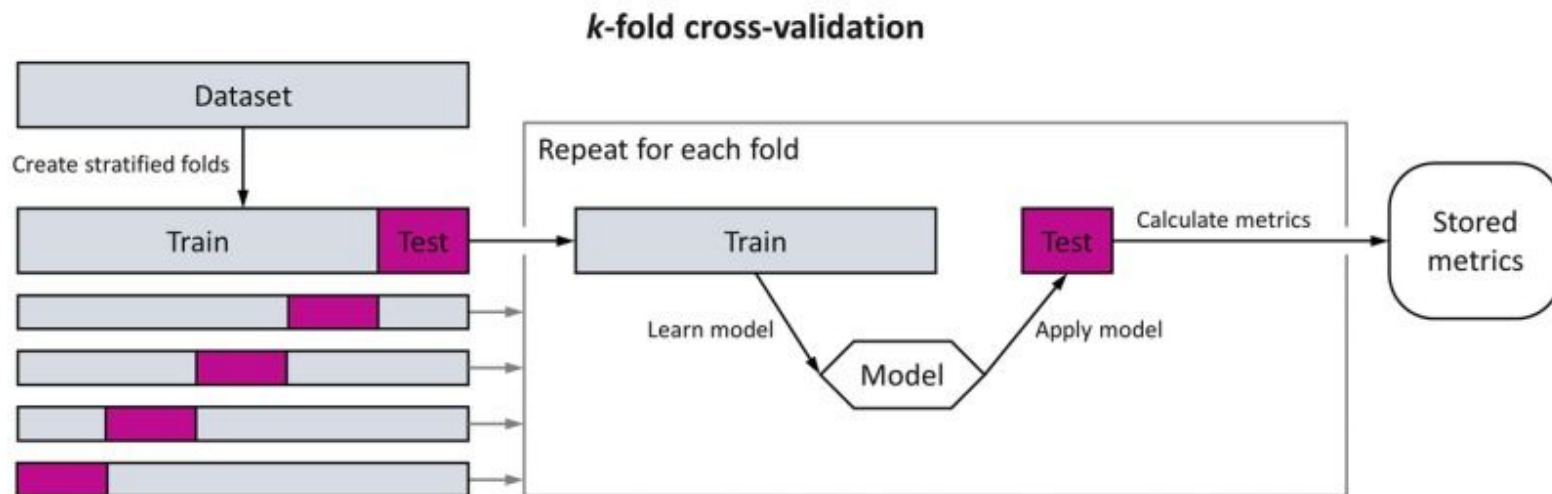 k-fold cross-validation
Dataset
Create stratified folds
Repeat for each fold
Train
Test
Train
Test
Calculate metrics
Stored
metrics
Learn model
Apply model
Model